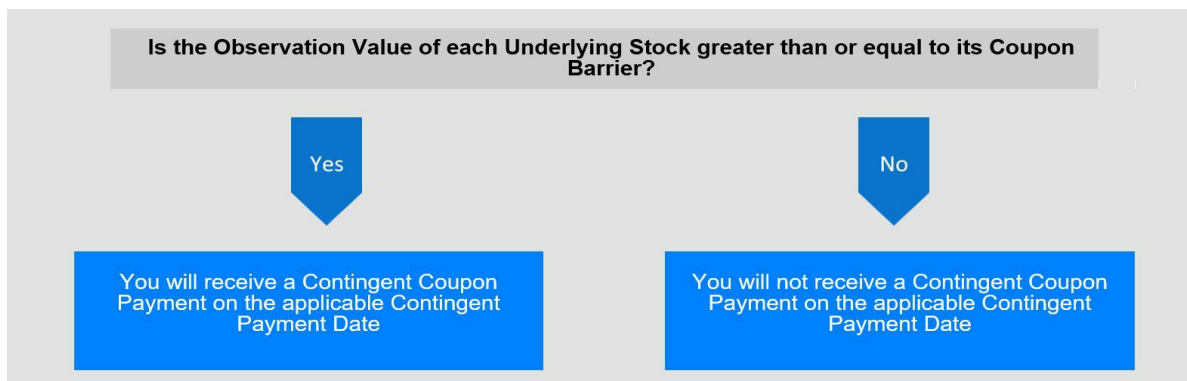 Is the Observation Value of each Underlying Stock greater than or equal to its Coupon
Barrier?
Yes
No
You will receive a Contingent Coupon
Payment on the applicable Contingent
Payment Date
You will not receive a Contingent Coupon
Payment on the applicable Contingent
Payment Date